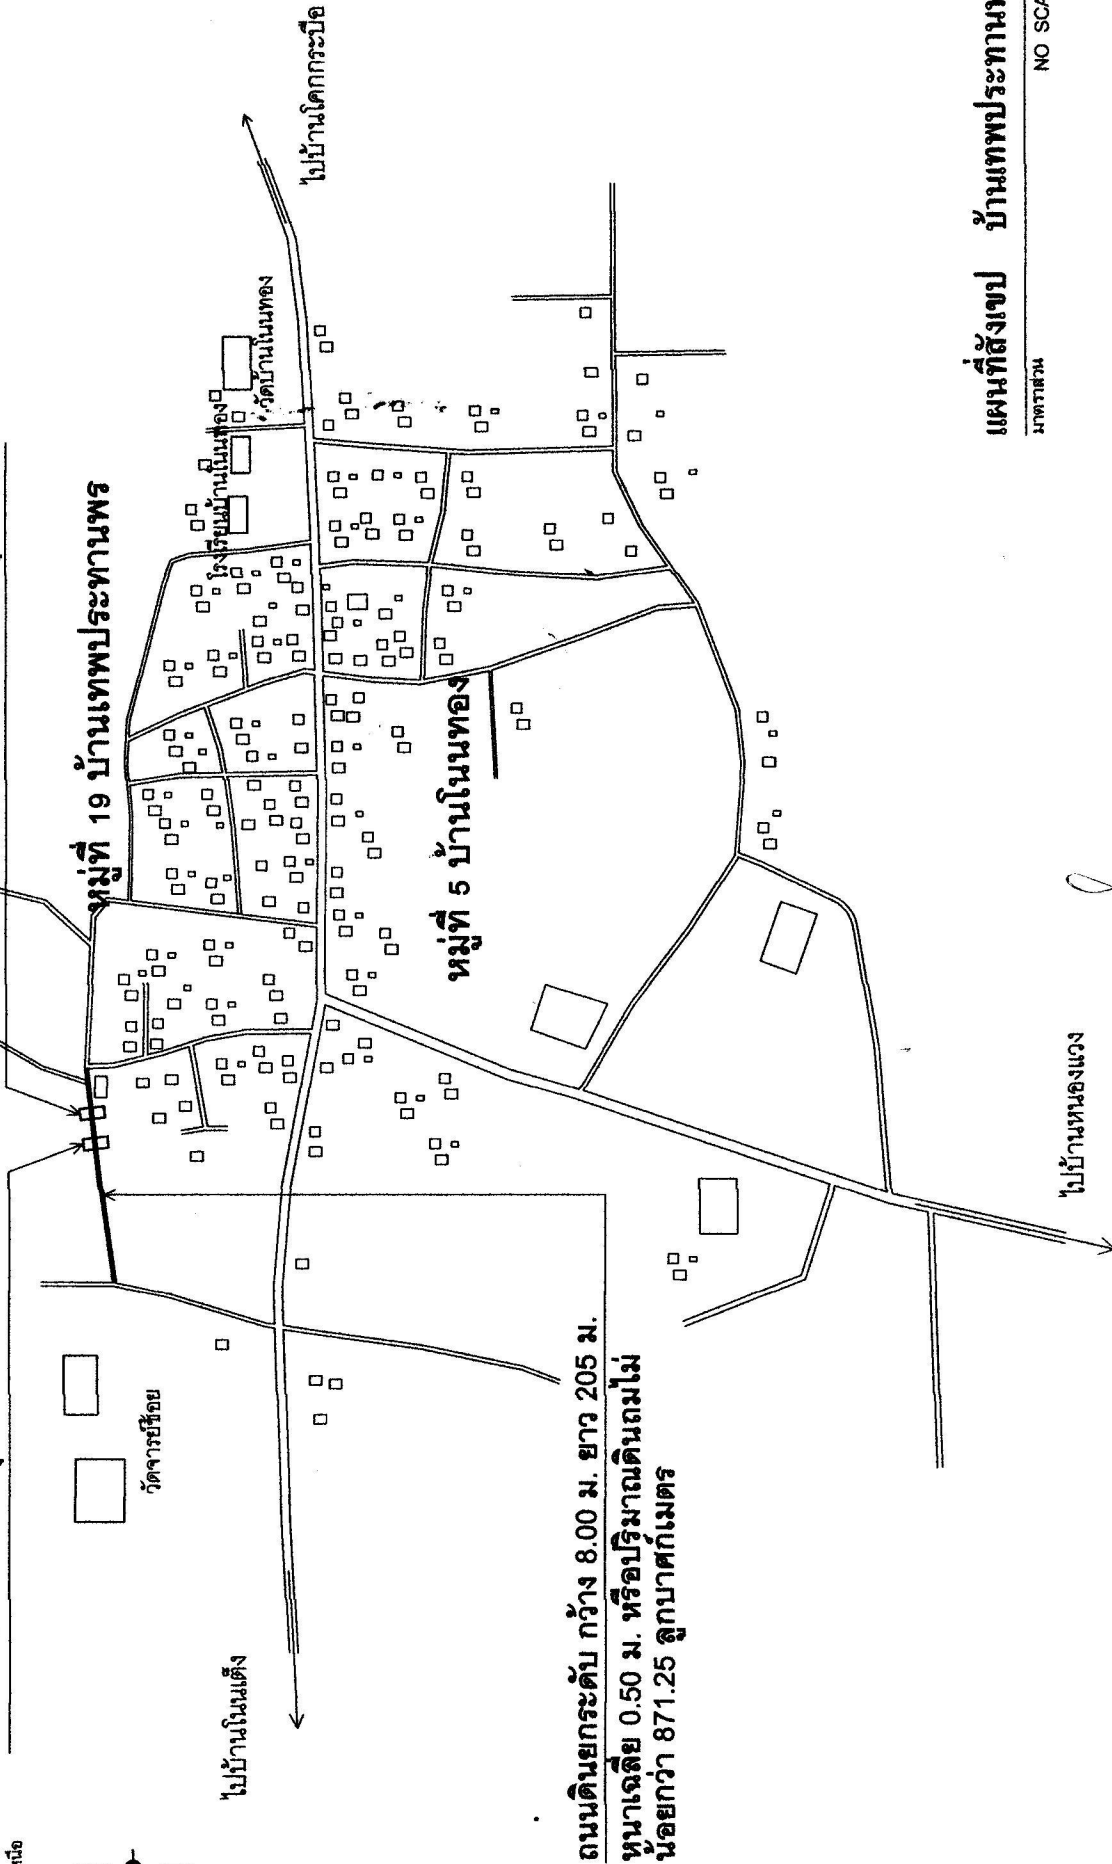 หมู่ที่ 19 บ้านเทพประทานพร
ไปบ้านโคกกระบือ
วัดบ้านโนนทอง
โรงเรียนบ้านโนนทอง
หมู่ที่ 5 บ้านโนนทอง
วัดจารย์ช้อย
ไปบ้านโนนเต็ง
ไปบ้านหนองแวง
ถนนดินยกระดับ กว้าง 8.00 ม. ยาว 205 ม.
หนาเฉลี่ย 0.50 ม. หรือปริมาณดินถมไม่
น้อยกว่า 871.25 ลูกบาศก์เมตร
แผนที่สังเขป บ้านเทพประทาน
มาตราส่วน NO SCA